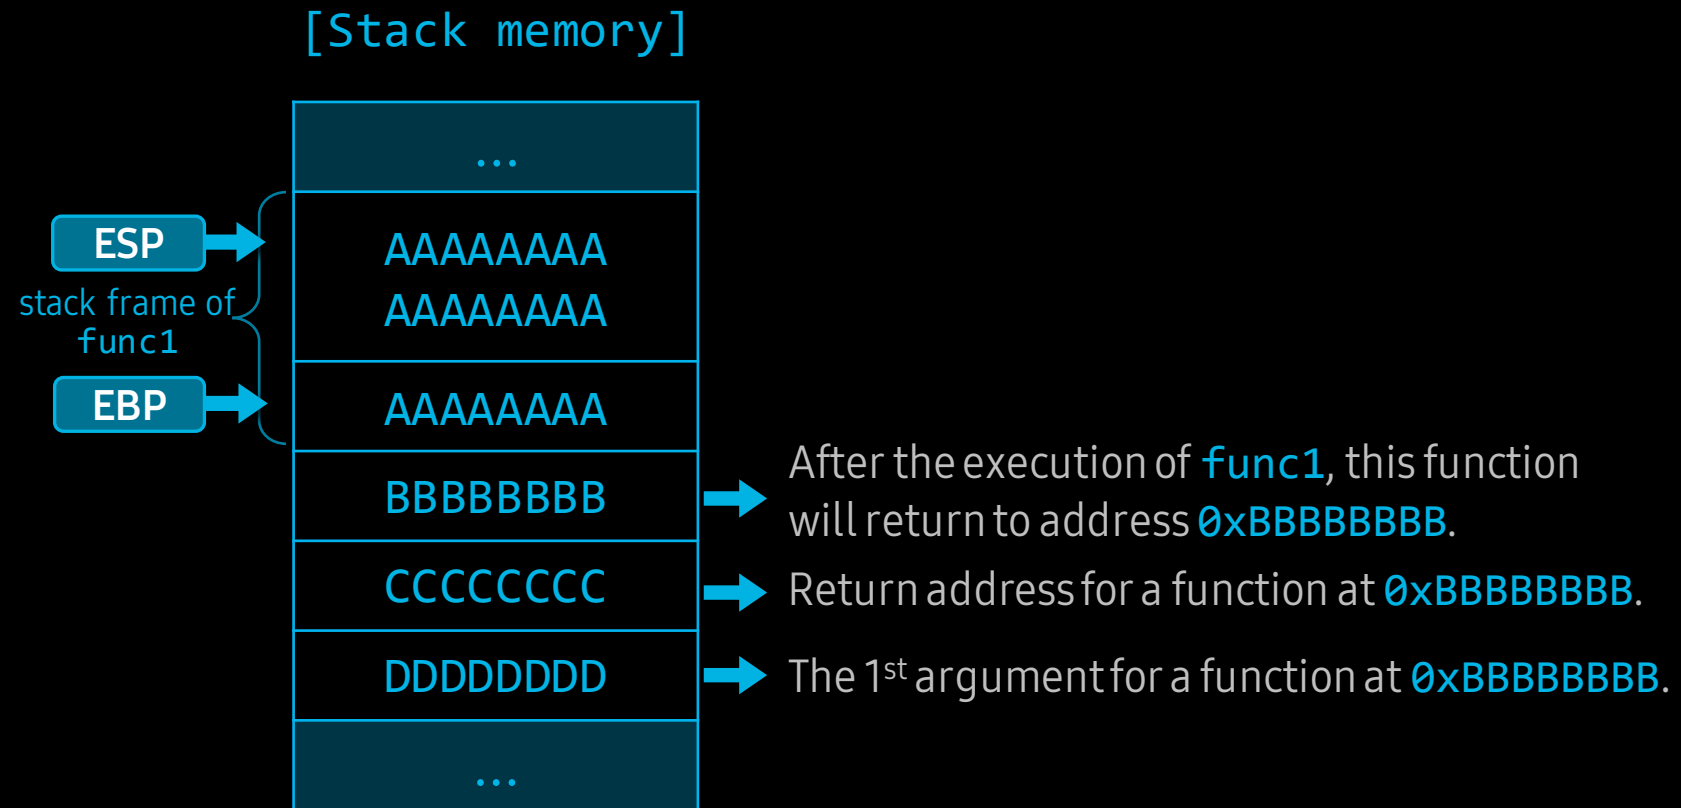 [Stack memory]
...
ESP
AAAAAAAA
AAAAAAAA
stack frame of
func1
EBP
AAAAAAAA
BBBBBBBB
After the execution of func1, this function
will return to address 0xBBBBBBBB.
CCCCCCCC
Return address for a function at 0xBBBBBBBB.
DDDDDDDD
The 1st argument for a function at 0xBBBBBBBB.
...